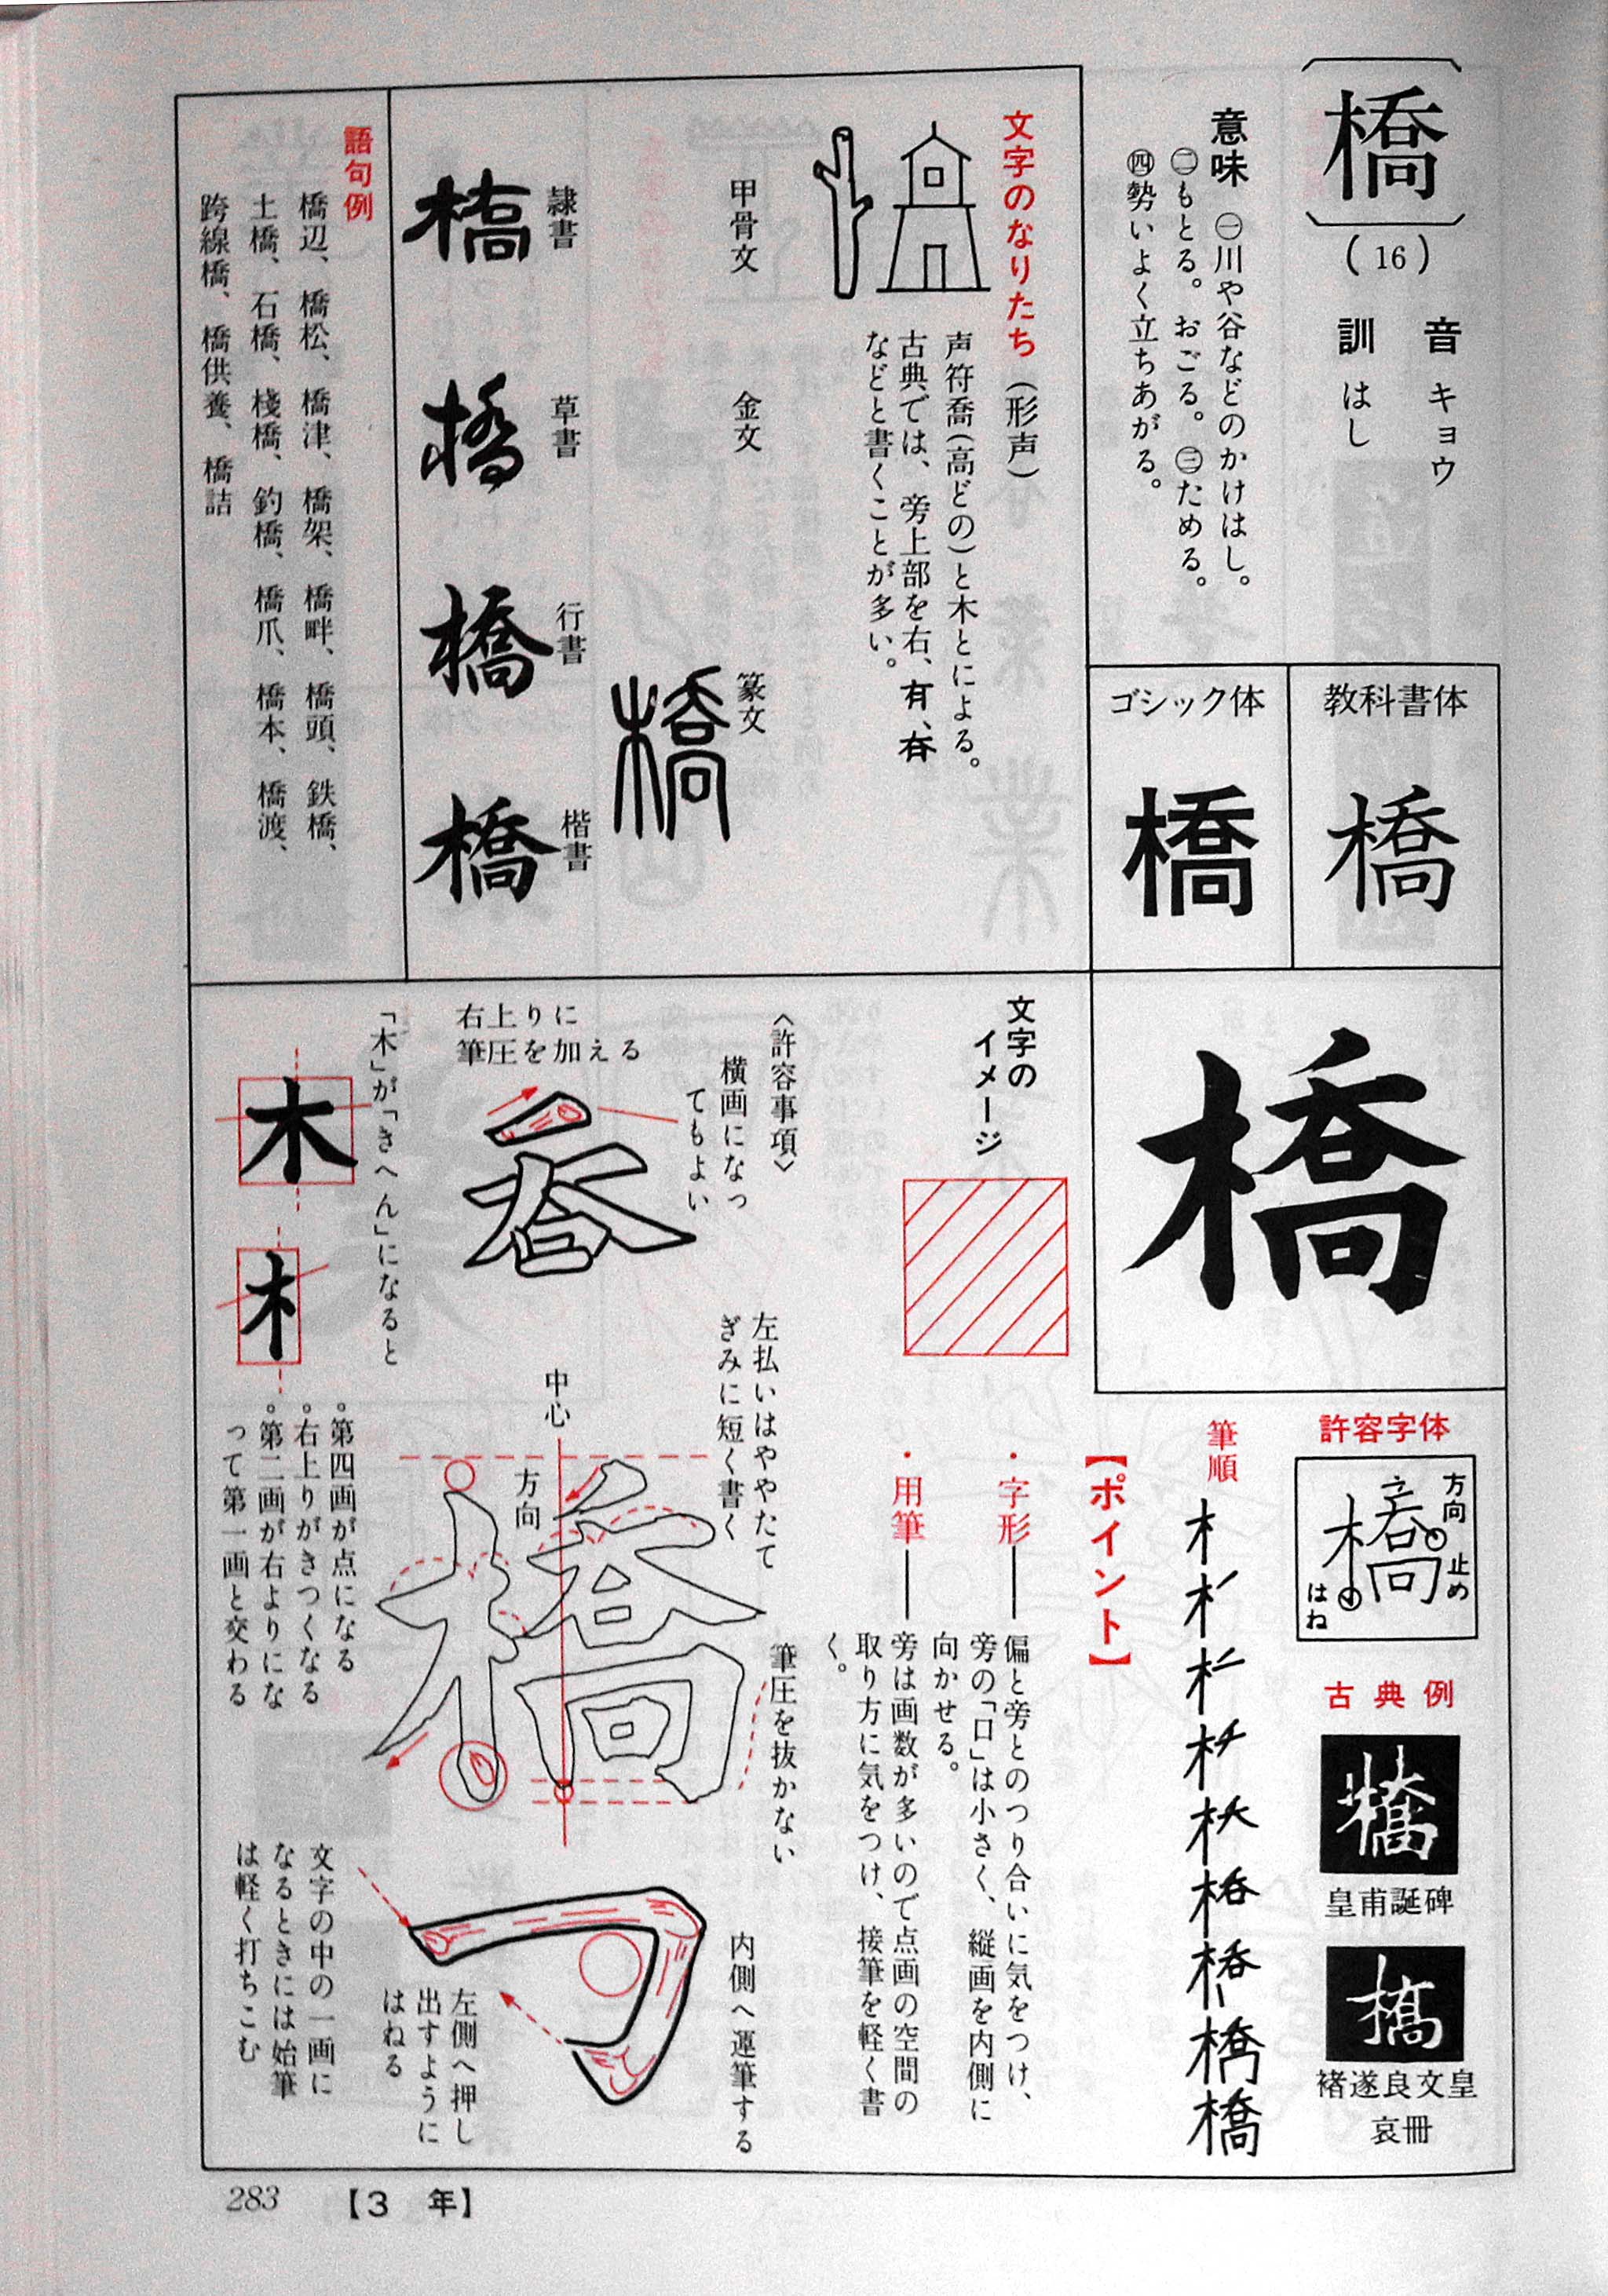 橋
(16)
音 キョウ
訓 はし
意味 ㊀川や谷などのかけはし。
㊁もとる。おごる。㊂ためる。
㊃勢いよく立ちあがる。
教科書体
橋
ゴシック体
橋
文字のなりたち(形声)
声符喬(高どの)と木とによる。
古典では、旁上部を右、有、
などと書くことが多い。
甲骨文
金文
篆文
橋
隷書
橋
草書
橋
行書
橋
楷書
橋
語句例
橋辺、橋松、橋津、橋架、橋畔、橋頭、鉄橋、
土橋、石橋、棧橋、釣橋、橋爪、橋本、橋渡、
跨線橋、橋供養、橋詰
橋
許容字体
橋
方向
止め
はね
古典例
橋
皇甫誕碑
橋
褚遂良文皇
哀冊
筆順
橋
【ポイント】
・字形――偏と旁とのつり合いに気をつけ、
旁の「口」は小さく、縦画を内側に
向かせる。
・用筆――旁は画数が多いので点画の空間の
取り方に気をつけ、接筆を軽く書
く。
文字の
イメージ
〈許容事項〉
横画になっ
てもよい
右上りに
筆圧を加える
左払いはややたて
ぎみに短く書く
中心
方向
筆圧を抜かない
内側へ運筆する
左側へ押し
出すように
はねる
文字の中の一画に
なるときには始筆
は軽く打ちこむ
「木」が「きへん」になると
木
。第四画が点になる
。右上りがきつくなる
。第二画が右よりにな
って第一画と交わる
283 【3 年】